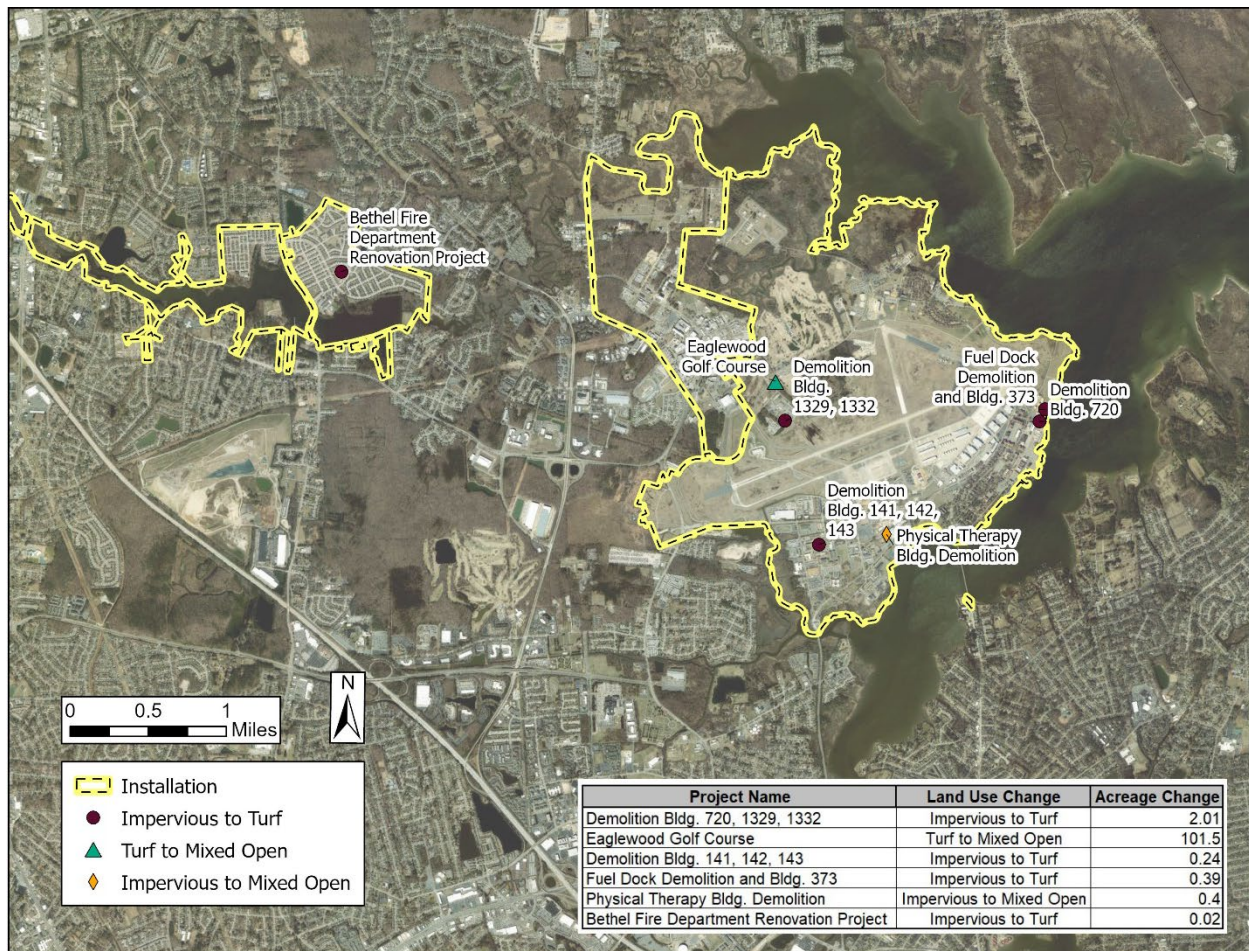 Bethel Fire
Department
Renovation Project
Eaglewood
Golf Course
Demolition
Bldg.
1329, 1332
Fuel Dock
Demolition
and Bldg. 373
Demolition
Bldg. 720
Demolition
Bldg. 141, 142,
143
Physical Therapy
Bldg. Demolition
N
0 0.5 1
Miles
Installation
Impervious to Turf
Turf to Mixed Open
Impervious to Mixed Open
Project Name Land Use Change Acreage Change
Demolition Bldg. 720, 1329, 1332 Impervious to Turf 2.01
Eaglewood Golf Course Turf to Mixed Open 101.5
Demolition Bldg. 141, 142, 143 Impervious to Turf 0.24
Fuel Dock Demolition and Bldg. 373 Impervious to Turf 0.39
Physical Therapy Bldg. Demolition Impervious to Mixed Open 0.4
Bethel Fire Department Renovation Project Impervious to Turf 0.02